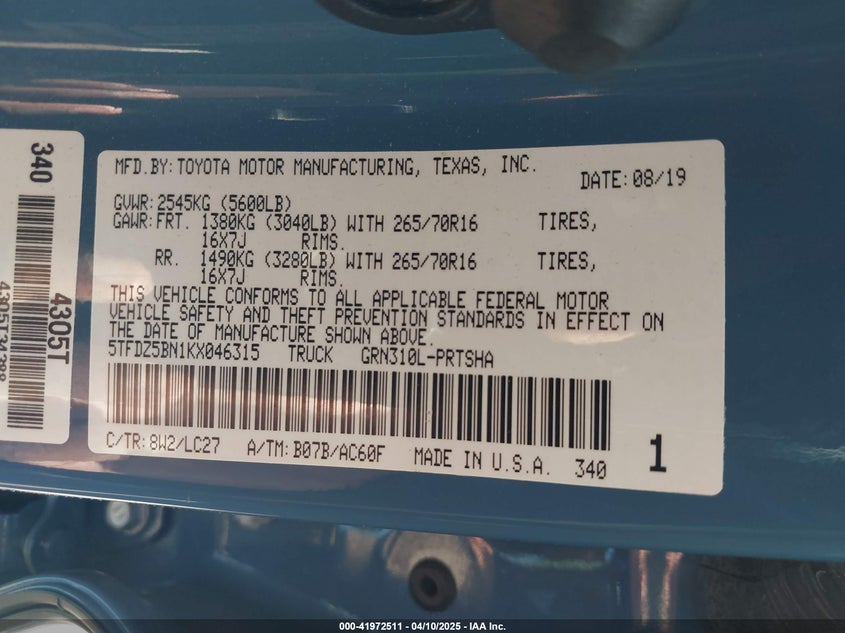 340
4305T
4305T34388
MFD.BY:TOYOTA MOTOR MANUFACTURING, TEXAS, INC.
DATE:08/19
GVWR:2545KG (5600LB)
GAWR:FRT. 1380KG (3040LB) WITH 265/70R16 TIRES,
16X7J RIMS.
RR. 1490KG (3280LB) WITH 265/70R16 TIRES,
16X7J RIMS.
THIS VEHICLE CONFORMS TO ALL APPLICABLE FEDERAL MOTOR
VEHICLE SAFETY AND THEFT PREVENTION STANDARDS IN EFFECT ON
THE DATE OF MANUFACTURE SHOWN ABOVE.
5TFDZ5BN1KX046315 TRUCK GRN310L-PRTSHA
C/TR:8W2/LC27 A/TM:B07B/AC60F MADE IN U.S.A. 340
1
000-41972511 - 04/10/2025 - IAA Inc.